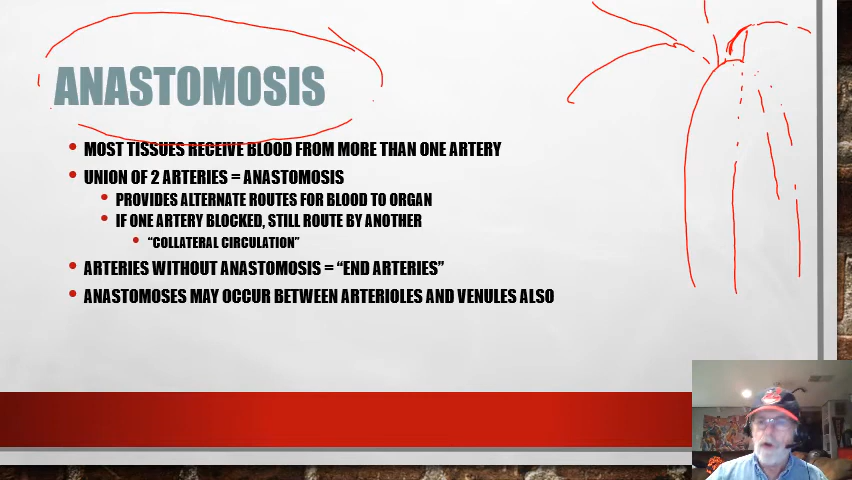 ANASTOMOSIS
• MOST TISSUES RECEIVE BLOOD FROM MORE THAN ONE ARTERY
• UNION OF 2 ARTERIES = ANASTOMOSIS
• PROVIDES ALTERNATE ROUTES FOR BLOOD TO ORGAN
• IF ONE ARTERY BLOCKED, STILL ROUTE BY ANOTHER
• “COLLATERAL CIRCULATION”
• ARTERIES WITHOUT ANASTOMOSIS = “END ARTERIES”
• ANASTOMOSES MAY OCCUR BETWEEN ARTERIOLES AND VENULES ALSO